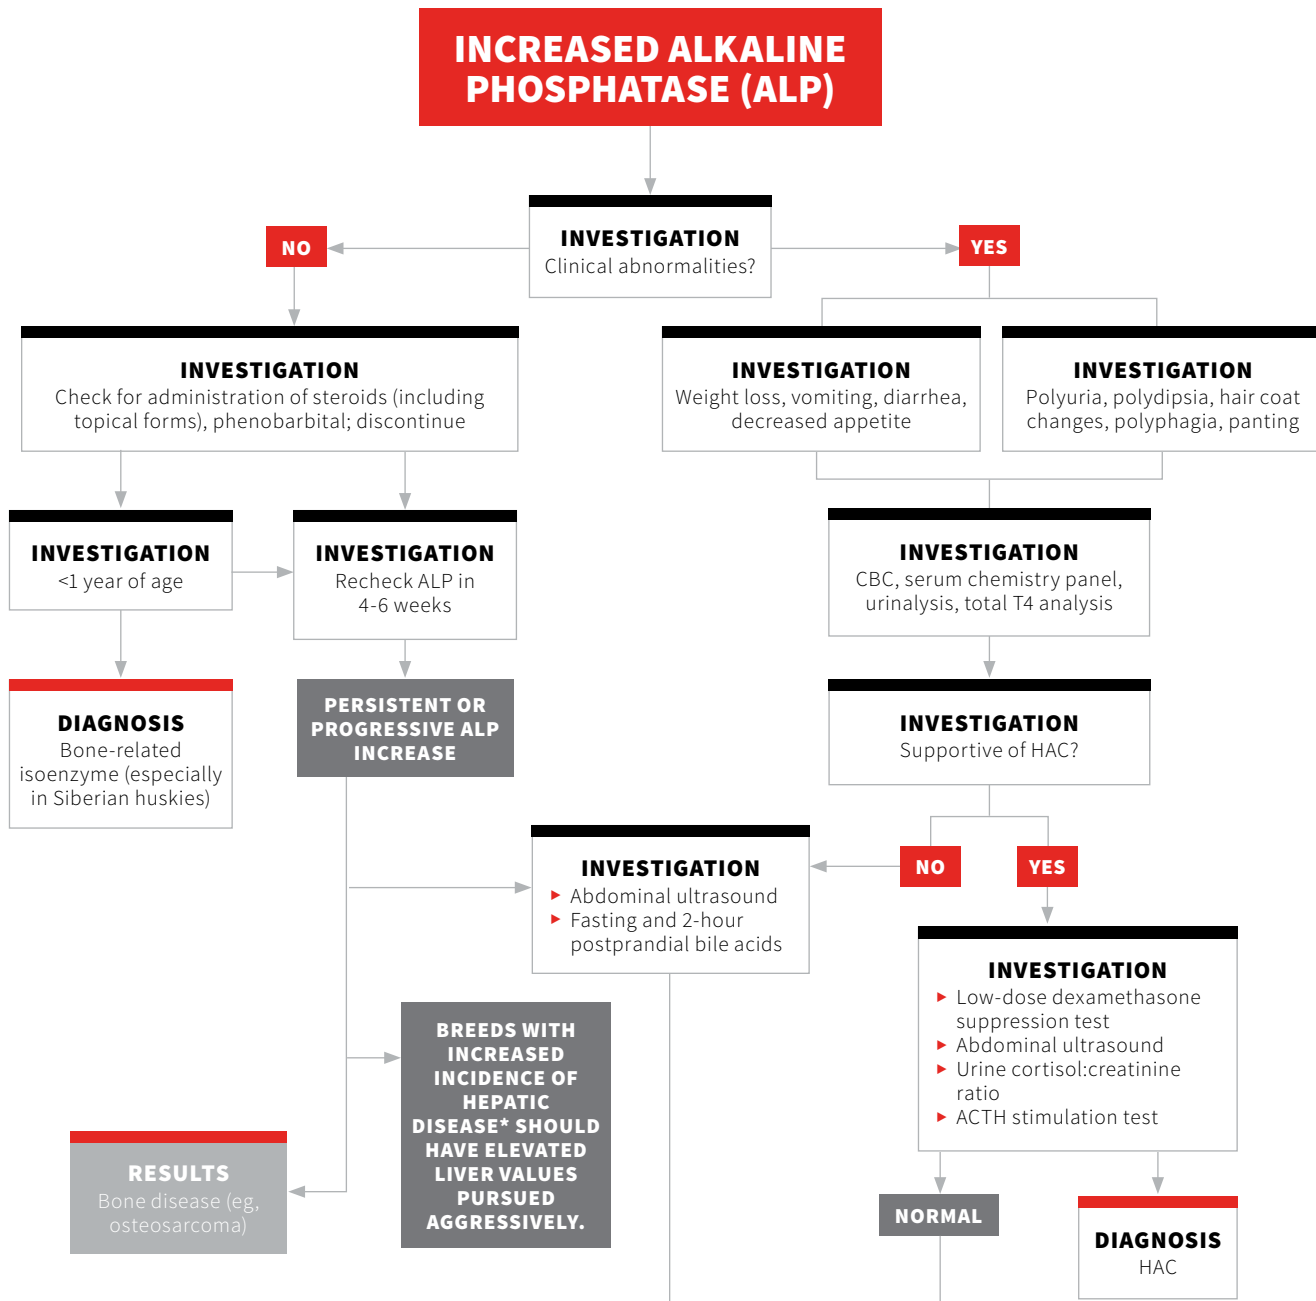 INCREASED ALKALINE
PHOSPHATASE (ALP)
INVESTIGATION
Clinical abnormalities?
NO
YES
INVESTIGATION
Check for administration of steroids (including
topical forms), phenobarbital; discontinue
INVESTIGATION
Weight loss, vomiting, diarrhea,
decreased appetite
INVESTIGATION
Polyuria, polydipsia, hair coat
changes, polyphagia, panting
INVESTIGATION
<1 year of age
INVESTIGATION
Recheck ALP in
4-6 weeks
INVESTIGATION
CBC, serum chemistry panel,
urinalysis, total T4 analysis
DIAGNOSIS
Bone-related
isoenzyme (especially
in Siberian huskies)
PERSISTENT OR
PROGRESSIVE ALP
INCREASE
INVESTIGATION
Supportive of HAC?
NO
YES
INVESTIGATION
▸ Abdominal ultrasound
▸ Fasting and 2-hour
postprandial bile acids
INVESTIGATION
▸ Low-dose dexamethasone
suppression test
▸ Abdominal ultrasound
▸ Urine cortisol:creatinine
ratio
▸ ACTH stimulation test
BREEDS WITH
INCREASED
INCIDENCE OF
HEPATIC
DISEASE* SHOULD
HAVE ELEVATED
LIVER VALUES
PURSUED
AGGRESSIVELY.
RESULTS
Bone disease (eg,
osteosarcoma)
NORMAL
DIAGNOSIS
HAC